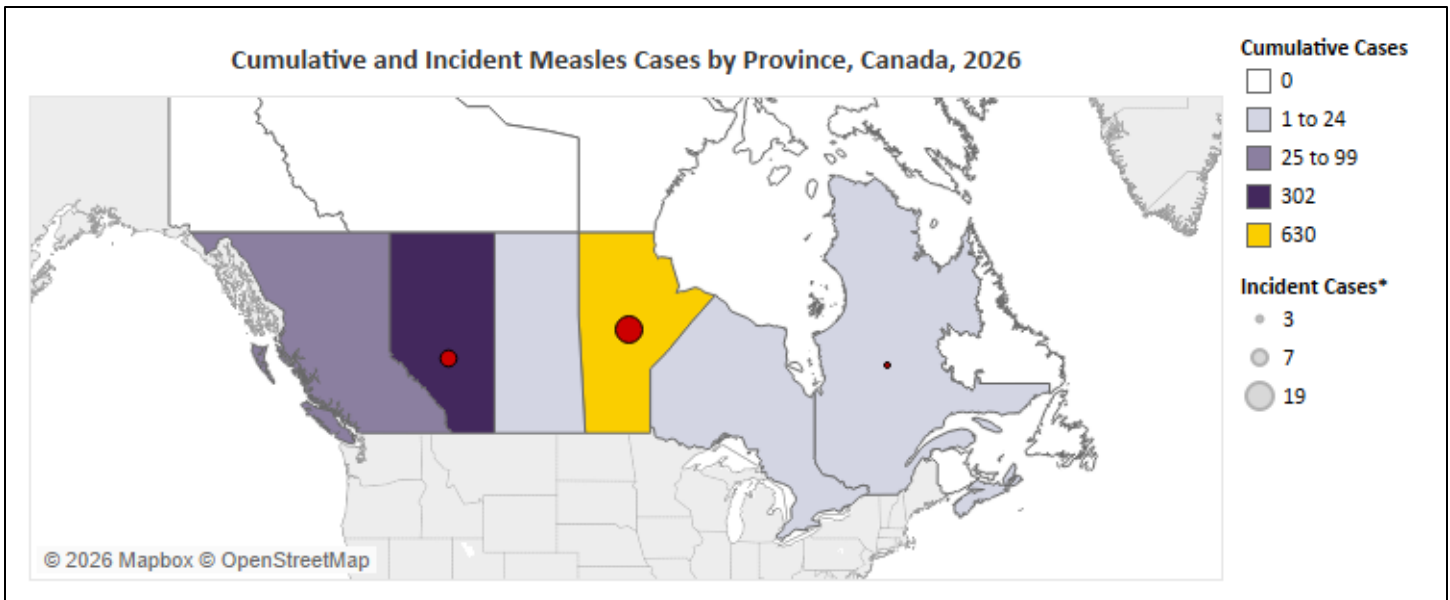 Cumulative and Incident Measles Cases by Province, Canada, 2026
Cumulative Cases
0
1 to 24
25 to 99
302
630
Incident Cases*
3
7
19
© 2026 Mapbox © OpenStreetMap